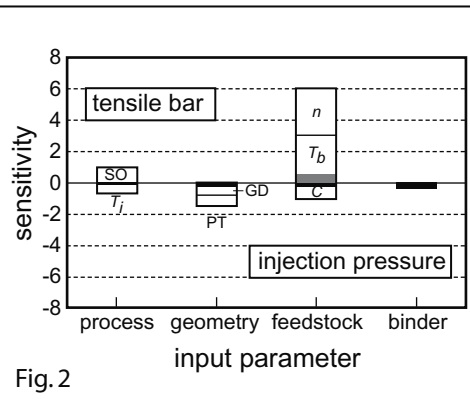 8
6
4
2
0
-2
-4
-6
-8
sensitivity
tensile bar
n
T_b
SO
T_i
C
GD
PT
injection pressure
process geometry feedstock binder
input parameter
Fig. 2